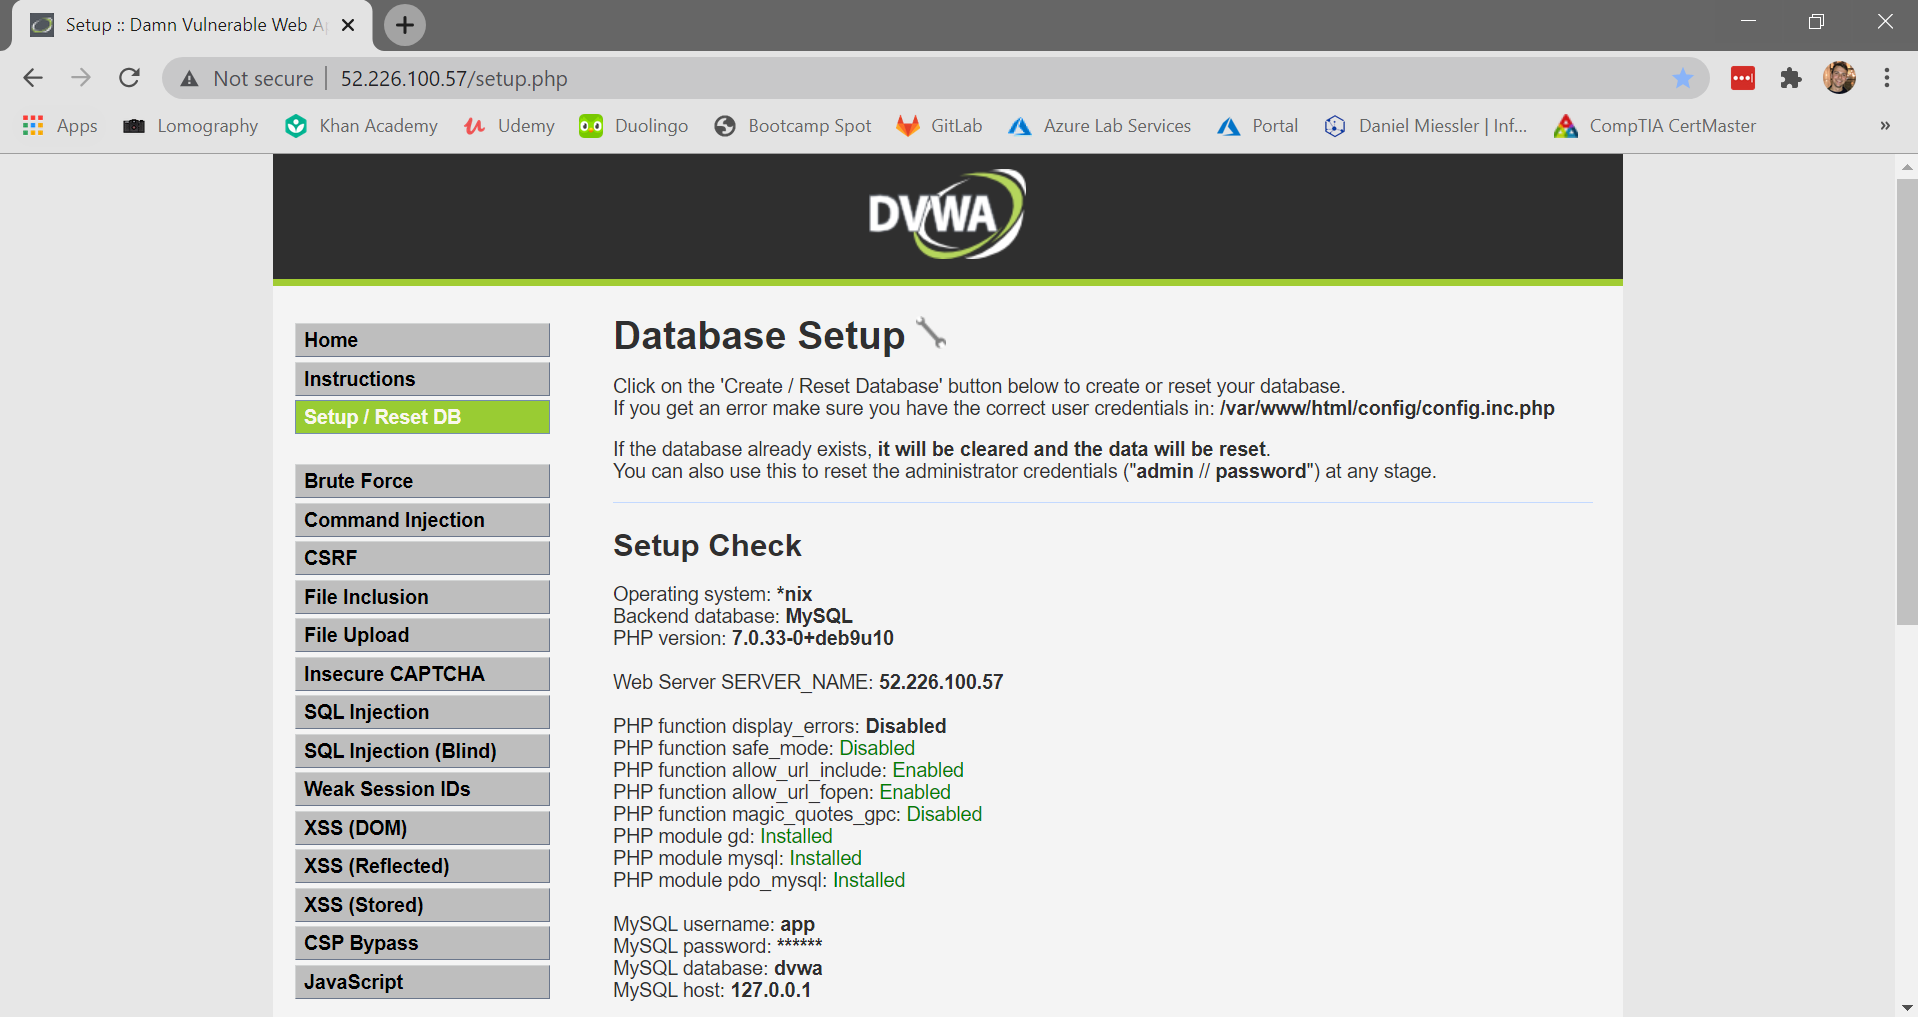 Setup :: Damn Vulnerable Web Ap
Not secure
52.226.100.57/setup.php
Apps
Lomography
Khan Academy
Udemy
Duolingo
Bootcamp Spot
GitLab
Azure Lab Services
Portal
Daniel Miessler | Inf...
CompTIA CertMaster
»
DVWA
Home
Instructions
Setup / Reset DB
Brute Force
Command Injection
CSRF
File Inclusion
File Upload
Insecure CAPTCHA
SQL Injection
SQL Injection (Blind)
Weak Session IDs
XSS (DOM)
XSS (Reflected)
XSS (Stored)
CSP Bypass
JavaScript
Database Setup
Click on the 'Create / Reset Database' button below to create or reset your database.
If you get an error make sure you have the correct user credentials in: /var/www/html/config/config.inc.php
If the database already exists, it will be cleared and the data will be reset.
You can also use this to reset the administrator credentials ("admin // password") at any stage.
Setup Check
Operating system: *nix
Backend database: MySQL
PHP version: 7.0.33-0+deb9u10
Web Server SERVER_NAME: 52.226.100.57
PHP function display_errors: Disabled
PHP function safe_mode: Disabled
PHP function allow_url_include: Enabled
PHP function allow_url_fopen: Enabled
PHP function magic_quotes_gpc: Disabled
PHP module gd: Installed
PHP module mysql: Installed
PHP module pdo_mysql: Installed
MySQL username: app
MySQL password: ******
MySQL database: dvwa
MySQL host: 127.0.0.1